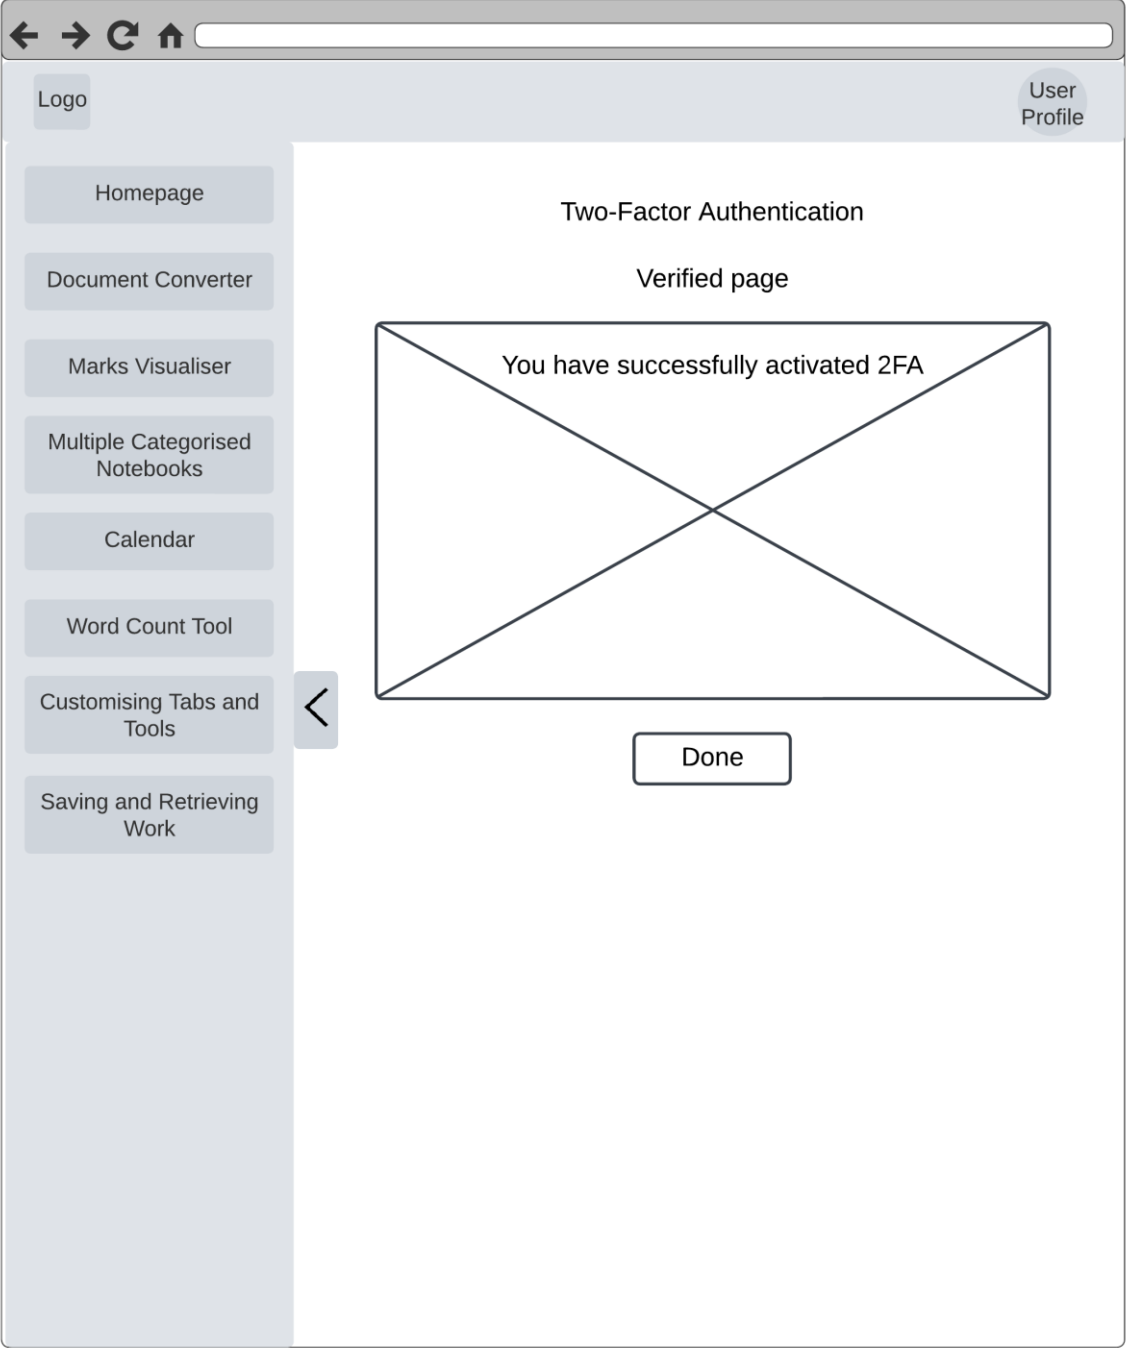 Logo
User
Profile
Homepage
Document Converter
Marks Visualiser
Multiple Categorised
Notebooks
Calendar
Word Count Tool
Customising Tabs and
Tools
Saving and Retrieving
Work
Two-Factor Authentication
Verified page
You have successfully activated 2FA
Done